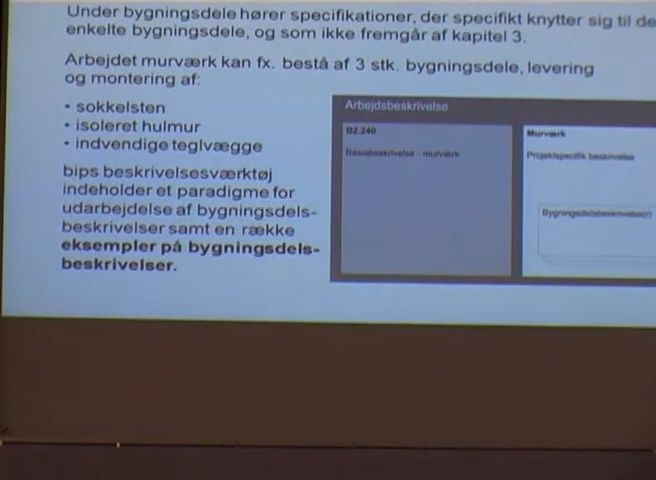 Under bygningsdele hører specifikationer, der specifikt knytter sig til de
enkelte bygningsdele, og som ikke fremgår af kapitel 3.
Arbejdet murværk kan fx. bestå af 3 stk. bygningsdele, levering
og montering af:
• sokkelsten
• isoleret hulmur
• indvendige teglvægge
bips beskrivelsesværktøj
indeholder et paradigme for
udarbejdelse af bygningsdels-
beskrivelser samt en række
eksempler på bygningsdels-
beskrivelser.
Arbejdsbeskrivelse
B2.240
Basisbeskrivelse - murværk
Murværk
Projektspecifik beskrivelse
Bygningsdelsbeskrivelse(r)